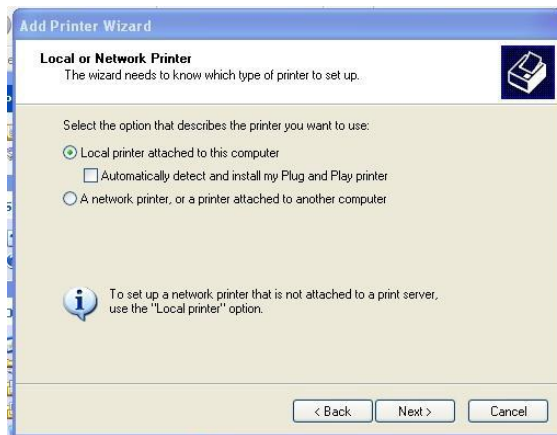 Add Printer Wizard
Local or Network Printer
The wizard needs to know which type of printer to set up.
Select the option that describes the printer you want to use:
Local printer attached to this computer
Automatically detect and install my Plug and Play printer
A network printer, or a printer attached to another computer
To set up a network printer that is not attached to a print server,
use the "Local printer" option.
< Back
Next >
Cancel